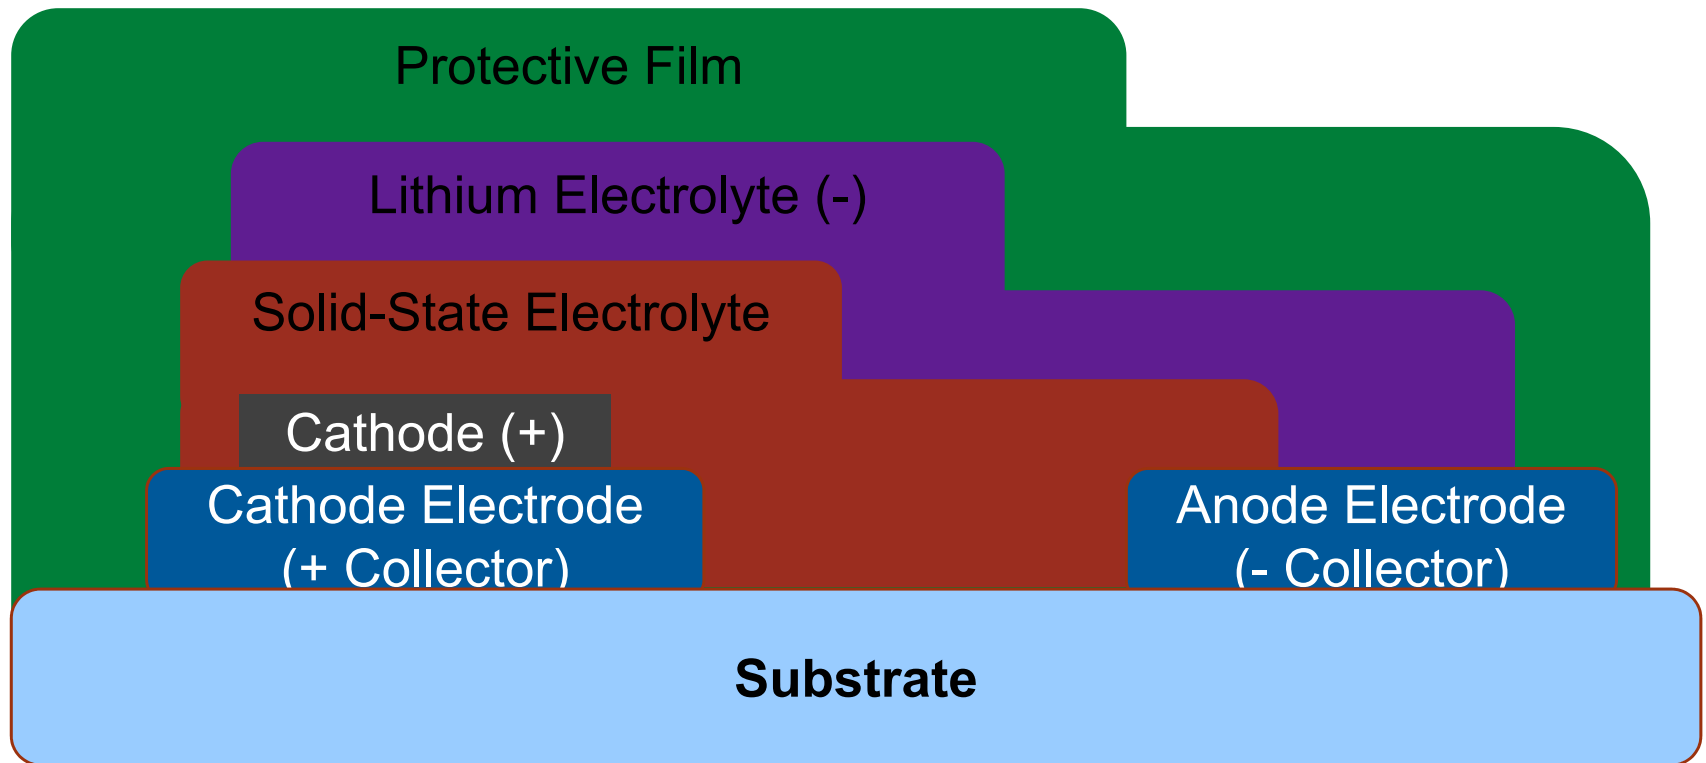 Protective Film
Lithium Electrolyte (-)
Solid-State Electrolyte
Cathode (+)
Cathode Electrode
(+ Collector)
Anode Electrode
(- Collector)
Substrate